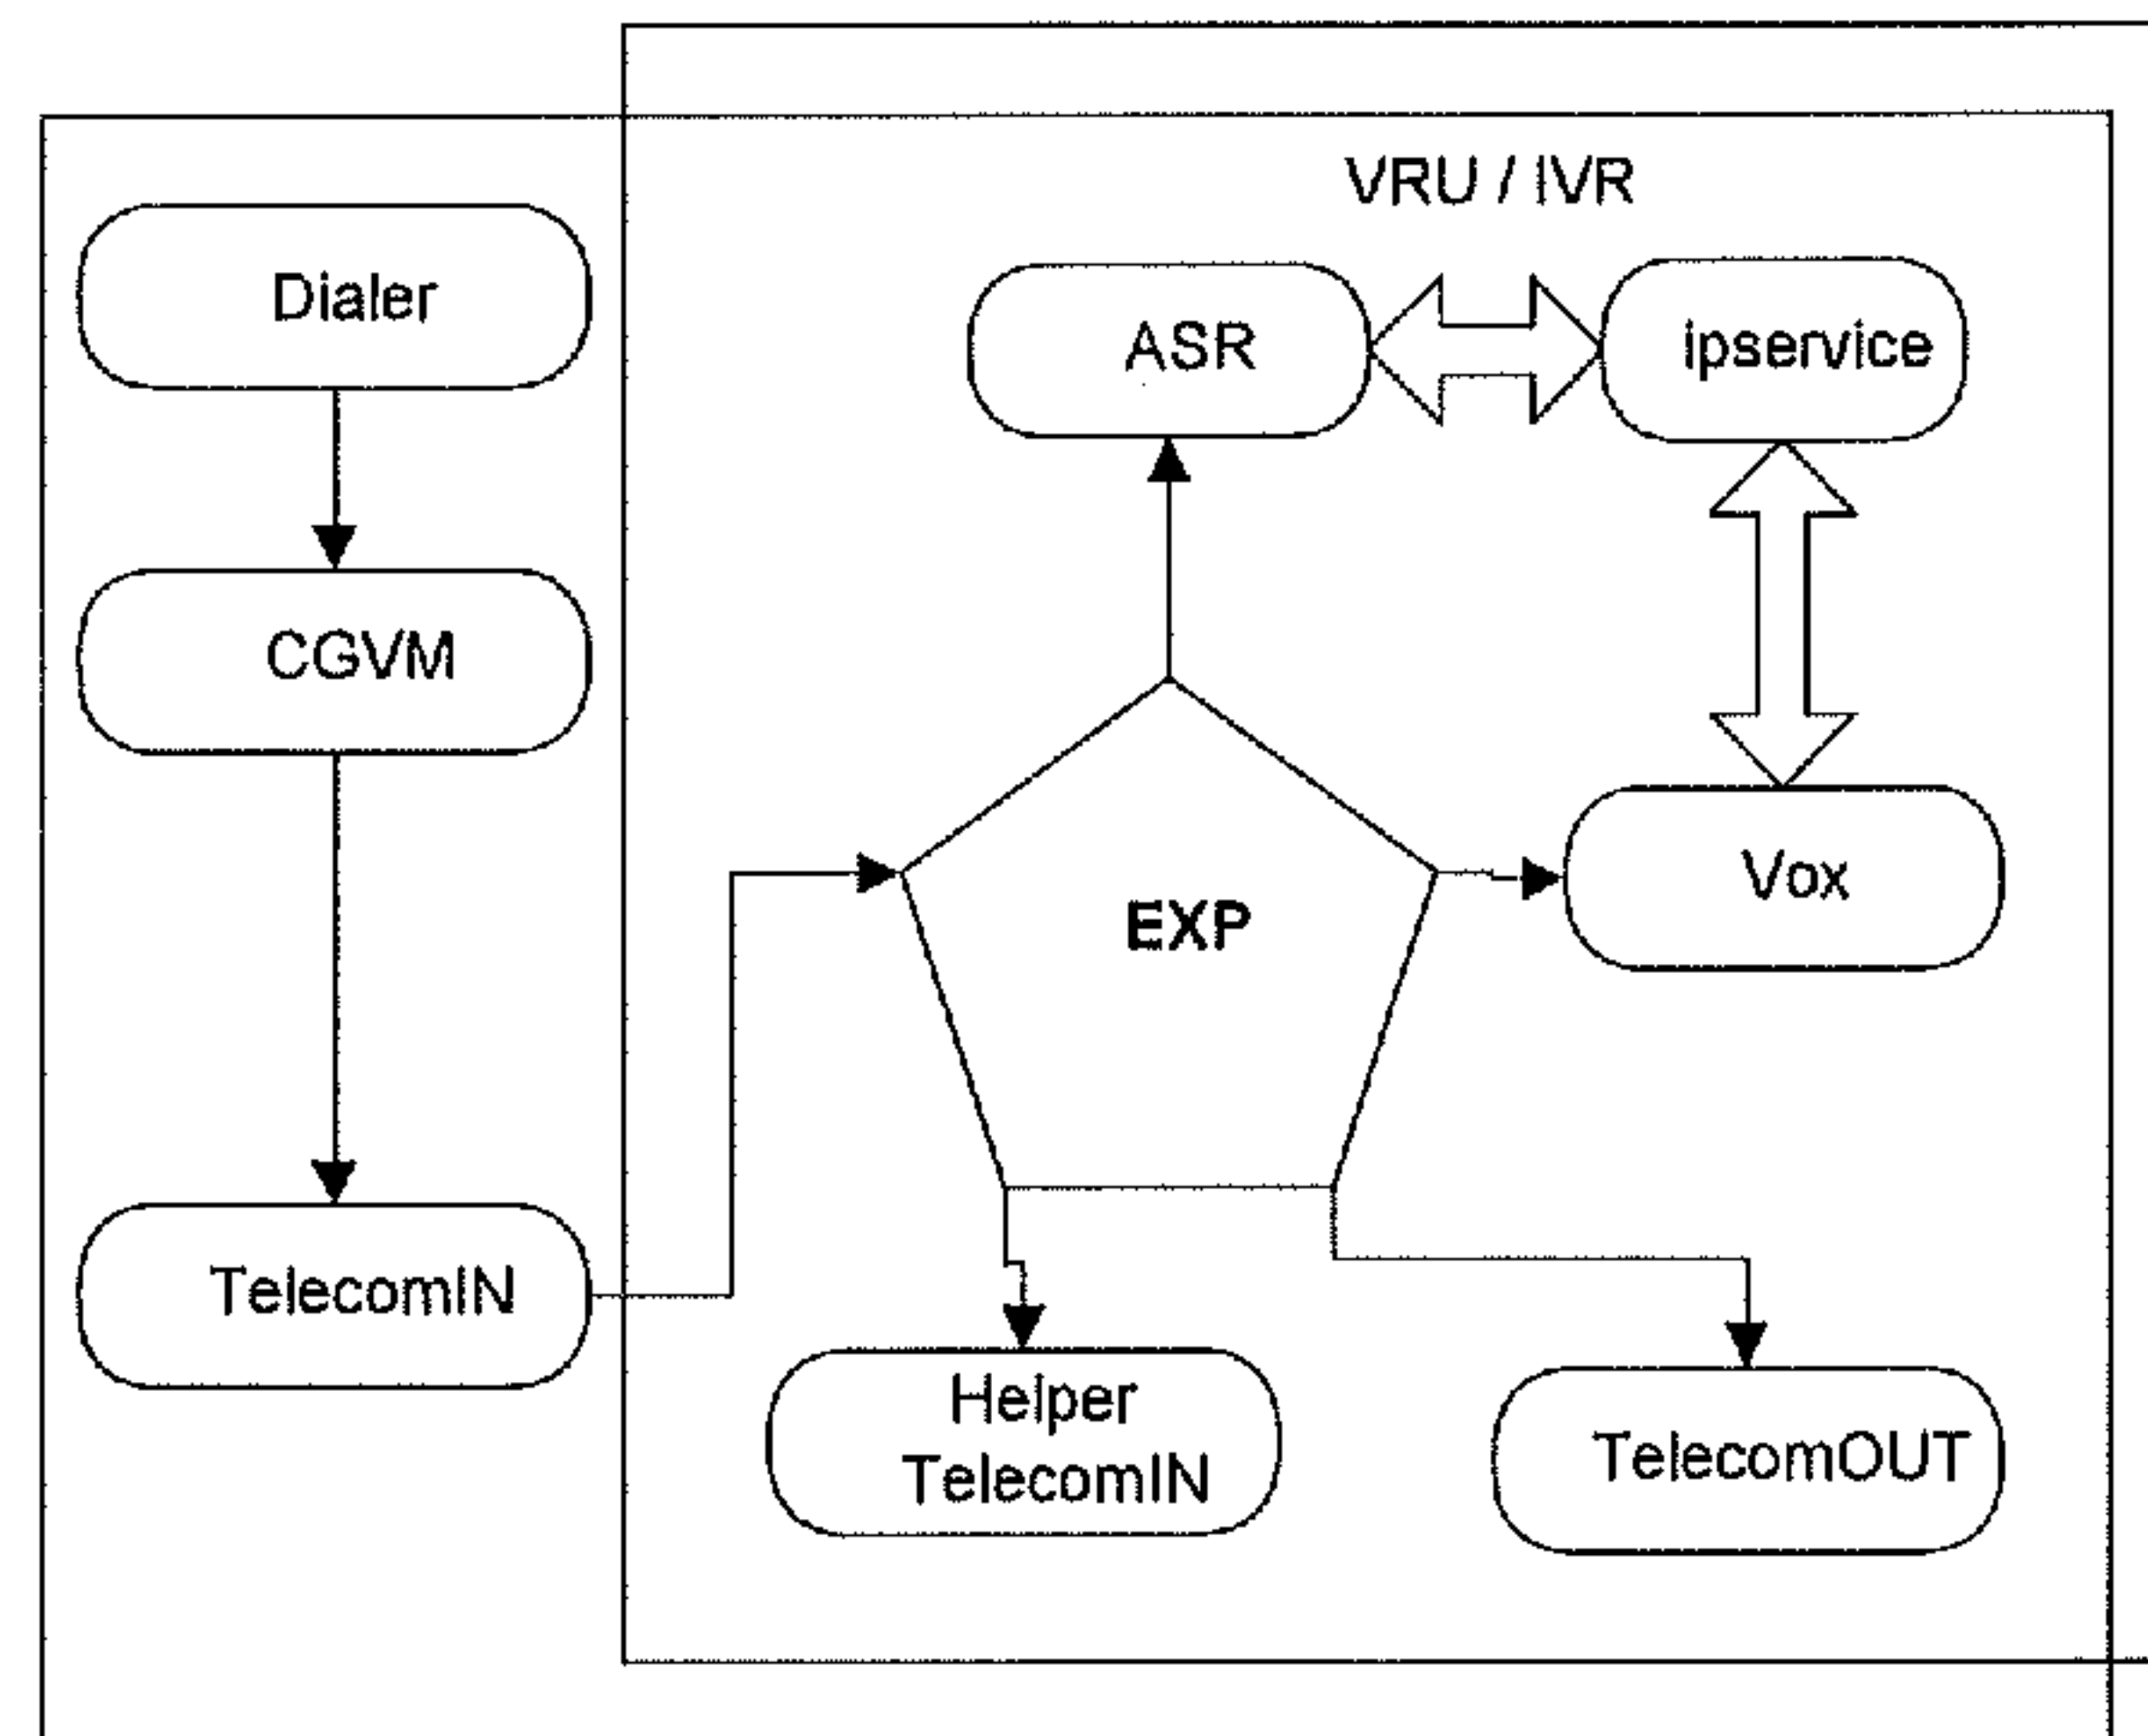 VRU / IVR
Dialer
ASR
ipservice
CGVM
EXP
Vox
TelecomIN
Helper
TelecomIN
TelecomOUT